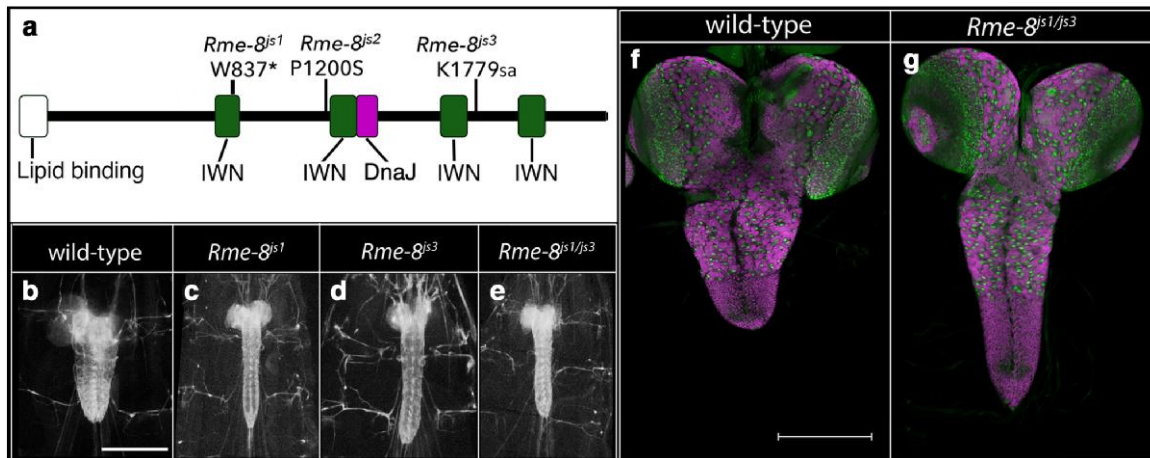 a
Rme-8js1 Rme-8js2 Rme-8js3
W837* P1200S K1779sa
Lipid binding IWN IWN DnaJ IWN IWN
wild-type Rme-8js1 Rme-8js3 Rme-8js1/js3
b c d e
wild-type Rme-8js1/js3
f g